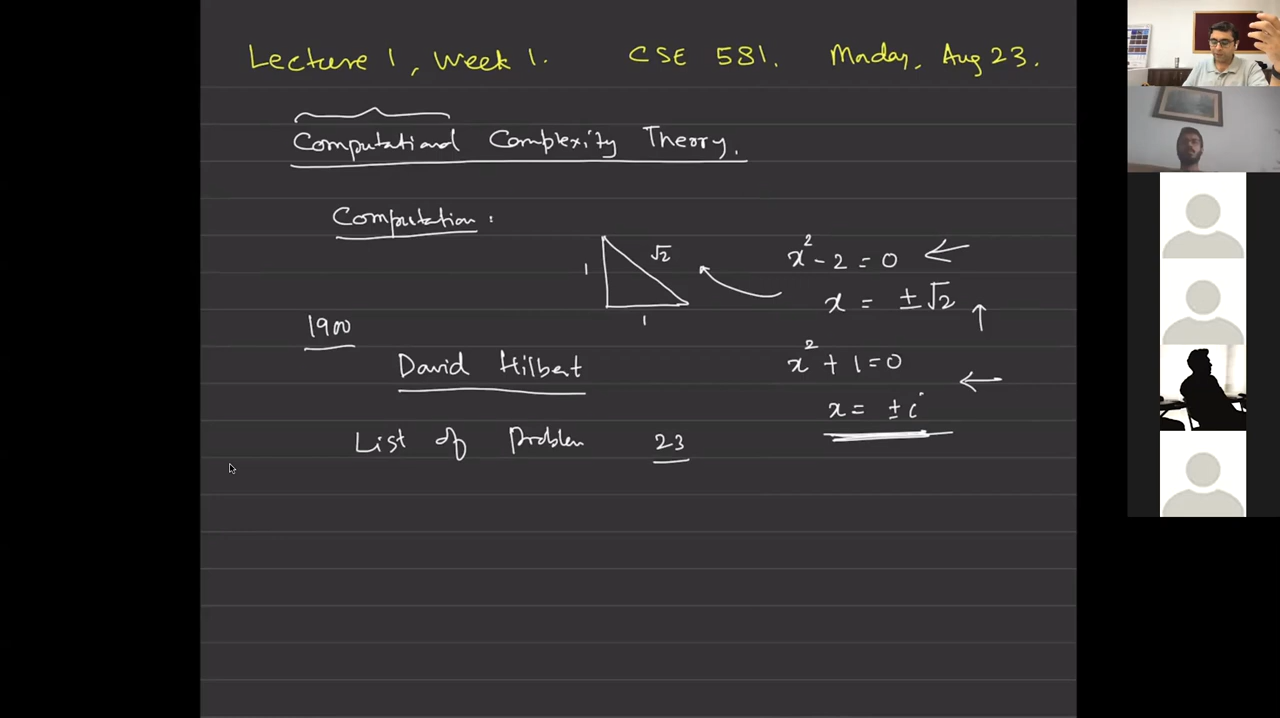 Lecture 1, Week 1. CSE 581. Monday, Aug 23.
Computational Complexity Theory.
Computation:
1
√2
1
x² - 2 = 0
x = ±√2
1900
David Hilbert
x² + 1 = 0
x = ±i
List of Problem 23